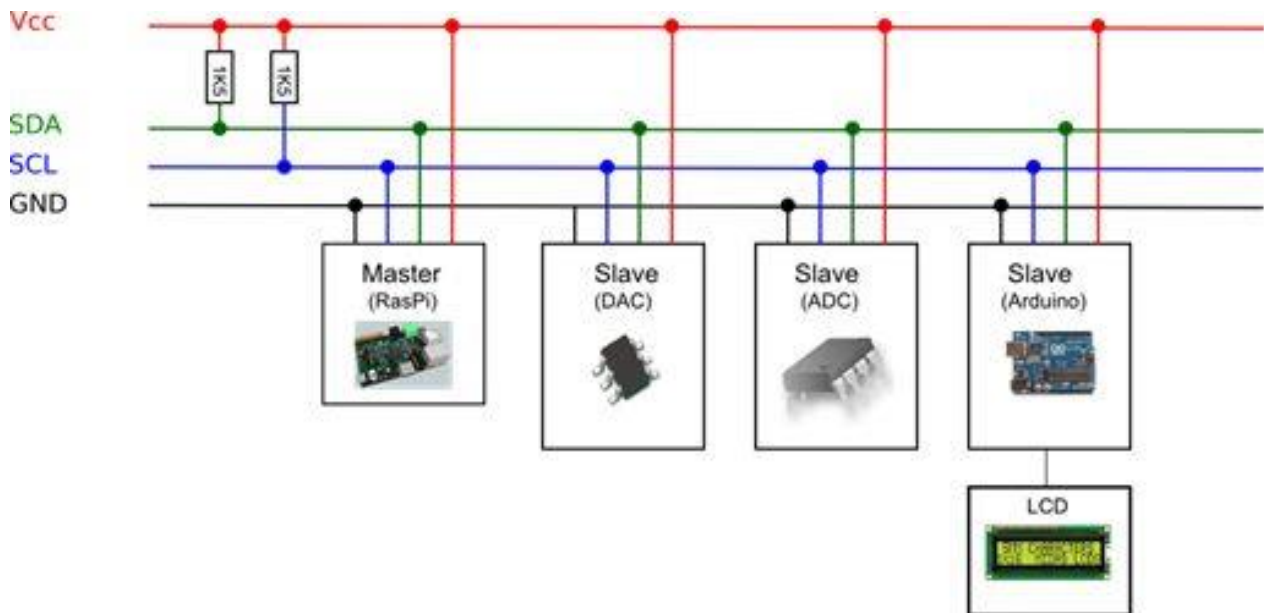 Vcc
1K5
1K5
SDA
SCL
GND
Master
(RasPi)
Slave
(DAC)
Slave
(ADC)
Slave
(Arduino)
LCD